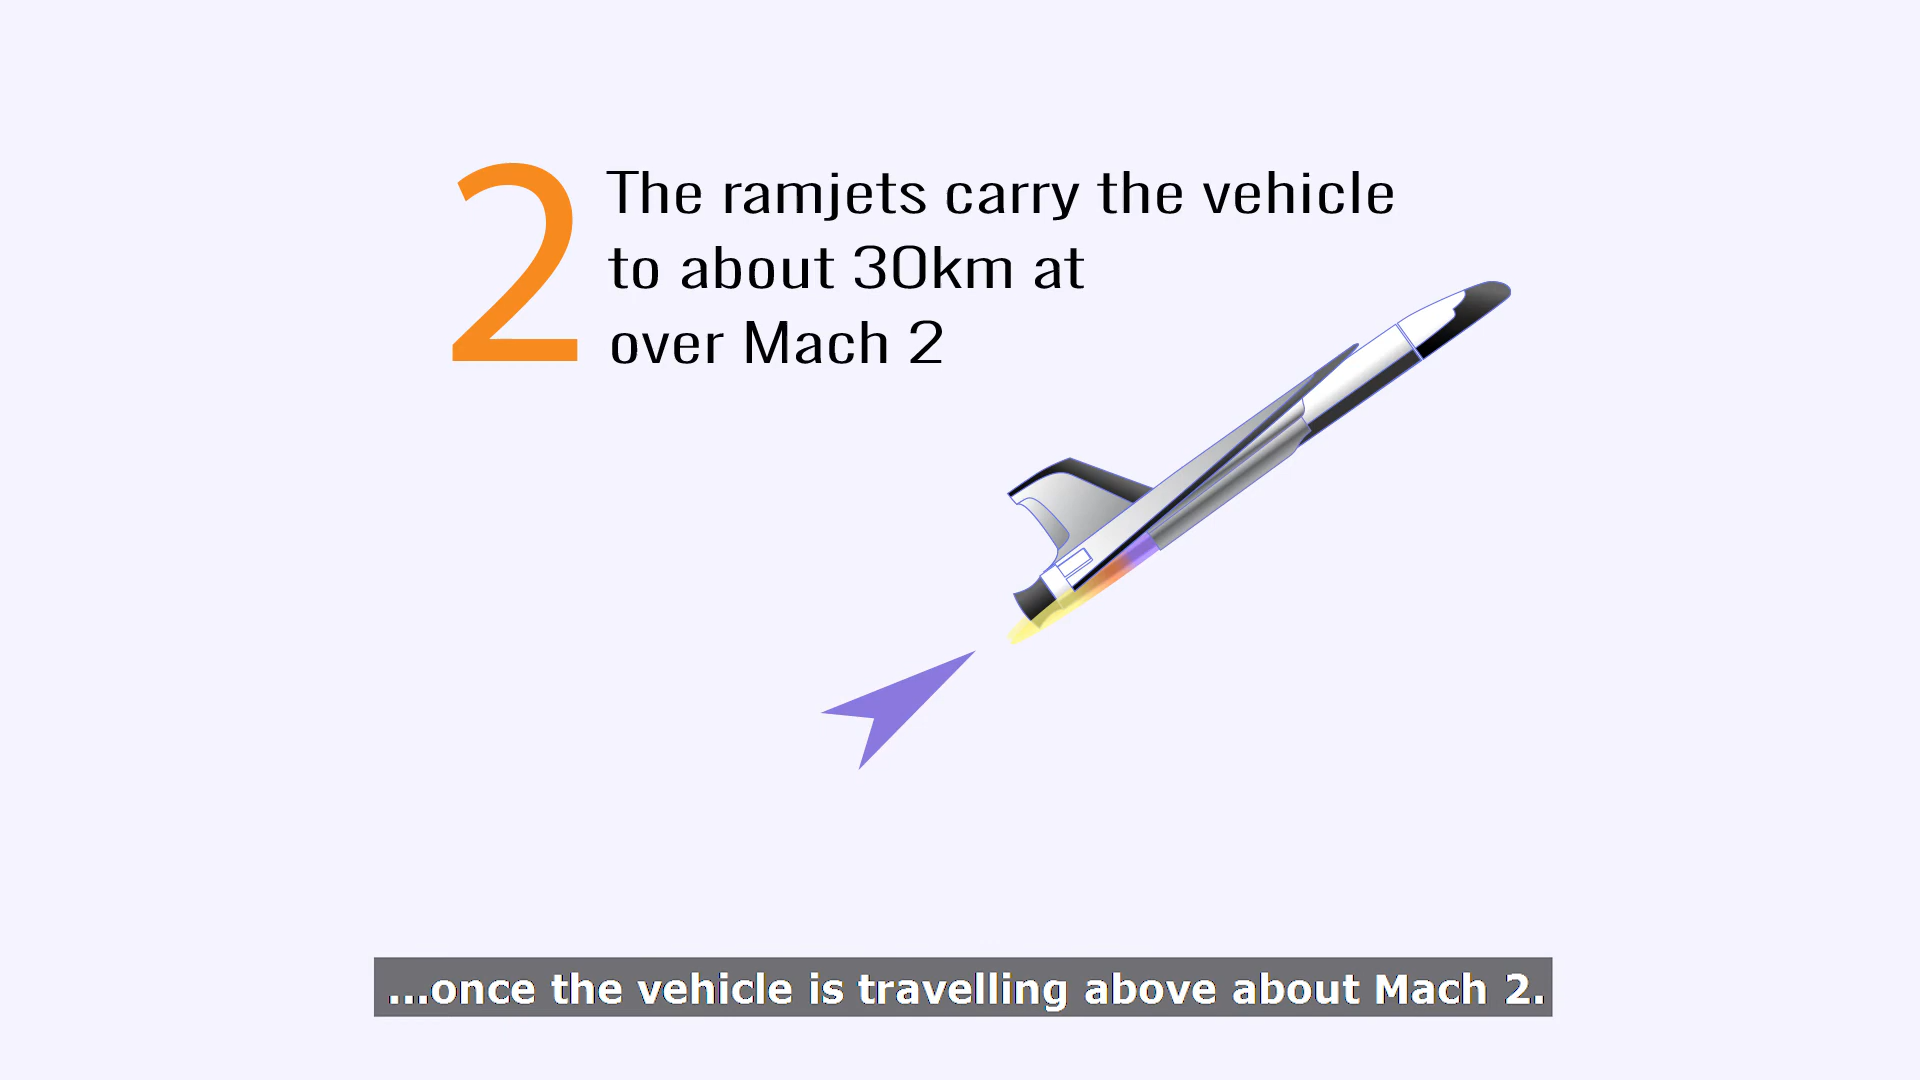 2
The ramjets carry the vehicle
to about 30km at
over Mach 2
...once the vehicle is travelling above about Mach 2.